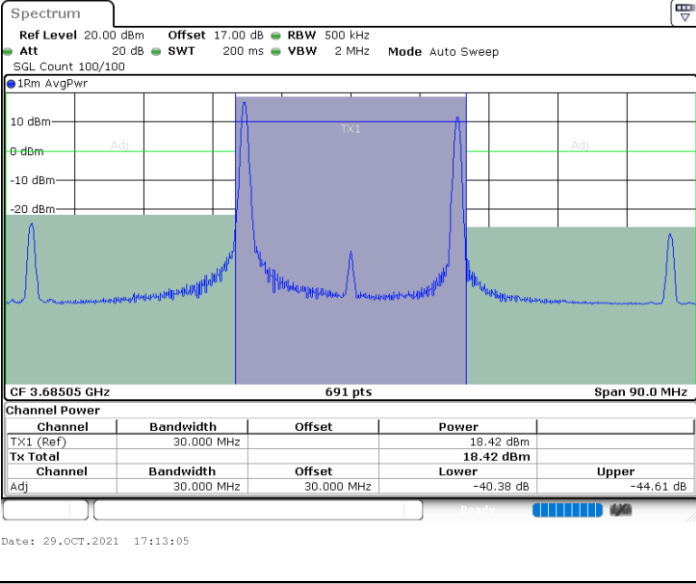 Spectrum
Ref Level 20.00 dBm Offset 17.00 dB RBW 500 kHz
Att 20 dB SWT 200 ms VBW 2 MHz Mode Auto Sweep
SGL Count 100/100
1Rm AvgPwr
10 dBm
TX1
Adj
Adj
0 dBm
-10 dBm
-20 dBm
CF 3.68505 GHz 691 pts Span 90.0 MHz
Channel Power
Channel Bandwidth Offset Power
TX1 (Ref) 30.000 MHz 18.42 dBm
Tx Total 18.42 dBm
Channel Bandwidth Offset Lower Upper
Adj 30.000 MHz 30.000 MHz -40.38 dB -44.61 dB
Ready
Date: 29.OCT.2021 17:13:05